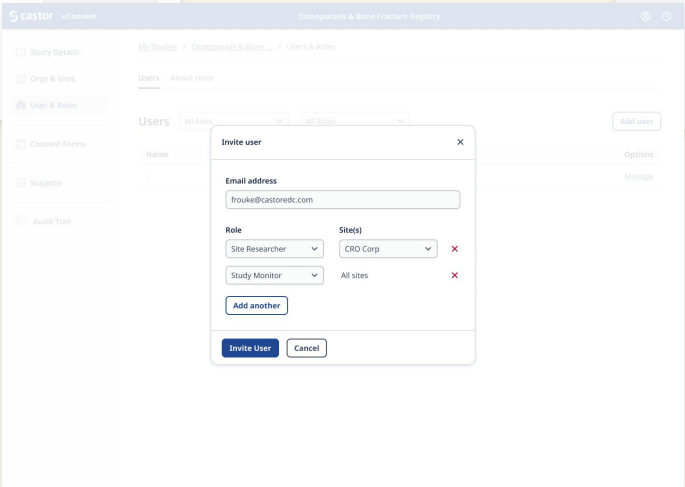 castor eConsent
Osteoporosis & Bone Fracture Registry
Study Details
Orgs & Sites
User & Roles
Consent Forms
Subjects
Audit Trail
My Studies / Osteoporosis & Bone ... / Users & Roles
Users About roles
Users All Sites All Roles Add user
Name Options
- Manage
Invite user
Email address
frouke@castoredc.com
Role Site(s)
Site Researcher CRO Corp
Study Monitor All sites
Add another
Invite User Cancel